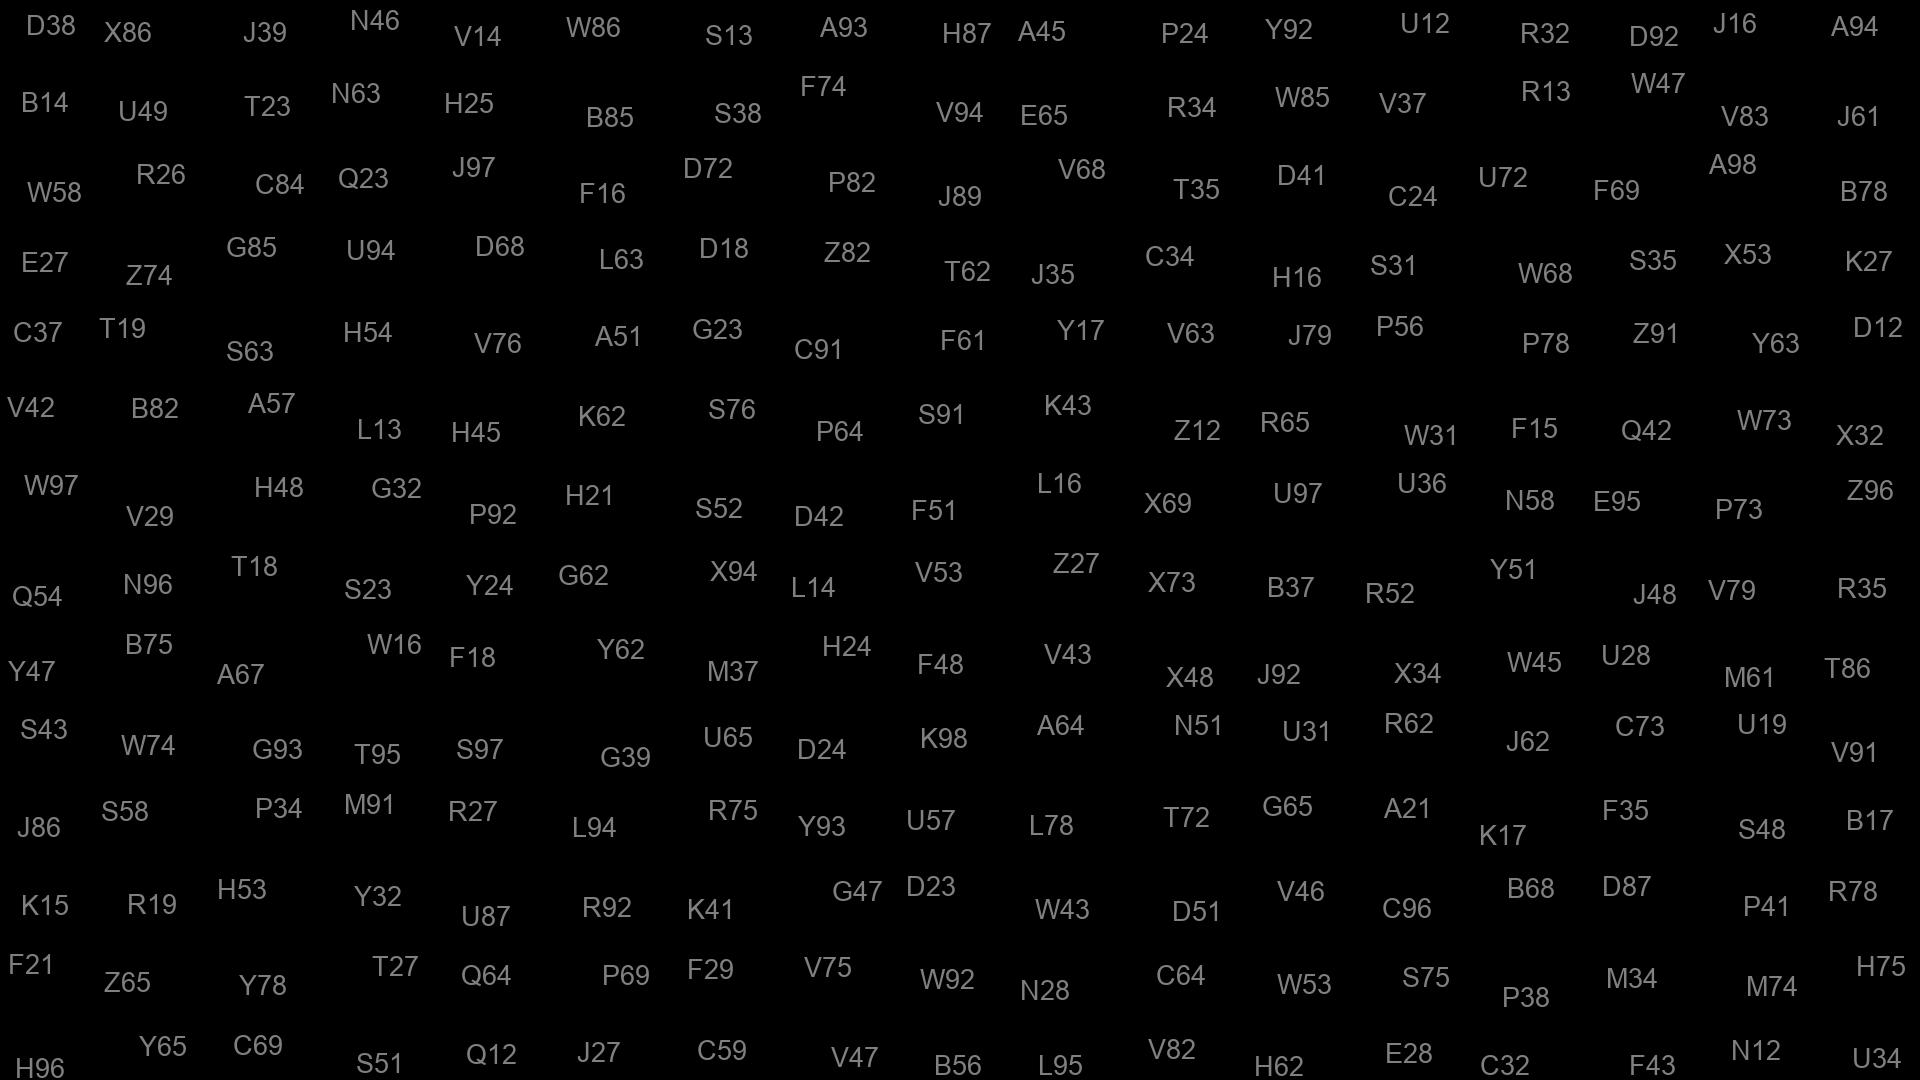 D38 X86 J39 N46 V14 W86 S13 A93 H87 A45 P24 Y92 U12 R32 D92 J16 A94
B14 U49 T23 N63 H25 B85 S38 F74 V94 E65 R34 W85 V37 R13 W47 V83 J61
W58 R26 C84 Q23 J97 F16 D72 P82 J89 V68 T35 D41 C24 U72 F69 A98 B78
E27 Z74 G85 U94 D68 L63 D18 Z82 T62 J35 C34 H16 S31 W68 S35 X53 K27
C37 T19 S63 H54 V76 A51 G23 C91 F61 Y17 V63 J79 P56 P78 Z91 Y63 D12
V42 B82 A57 L13 H45 K62 S76 P64 S91 K43 Z12 R65 W31 F15 Q42 W73 X32
W97 V29 H48 G32 P92 H21 S52 D42 F51 L16 X69 U97 U36 N58 E95 P73 Z96
Q54 N96 T18 S23 Y24 G62 X94 L14 V53 Z27 X73 B37 R52 Y51 J48 V79 R35
Y47 B75 A67 W16 F18 Y62 M37 H24 F48 V43 X48 J92 X34 W45 U28 M61 T86
S43 W74 G93 T95 S97 G39 U65 D24 K98 A64 N51 U31 R62 J62 C73 U19 V91
J86 S58 P34 M91 R27 L94 R75 Y93 U57 L78 T72 G65 A21 K17 F35 S48 B17
K15 R19 H53 Y32 U87 R92 K41 G47 D23 W43 D51 V46 C96 B68 D87 P41 R78
F21 Z65 Y78 T27 Q64 P69 F29 V75 W92 N28 C64 W53 S75 P38 M34 M74 H75
H96 Y65 C69 S51 Q12 J27 C59 V47 B56 L95 V82 H62 E28 C32 F43 N12 U34